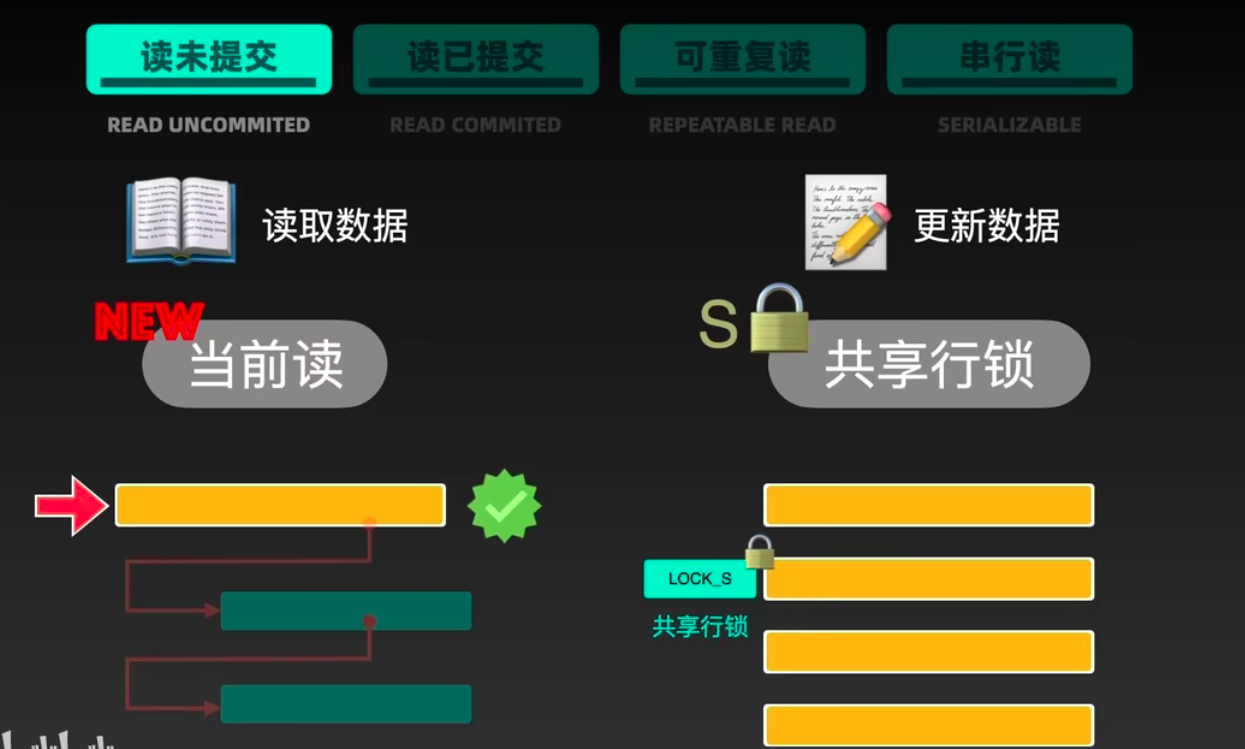 读未提交
读已提交
可重复读
串行读
READ UNCOMMITED
READ COMMITED
REPEATABLE READ
SERIALIZABLE
读取数据
更新数据
NEW
当前读
S
共享行锁
LOCK_S
共享行锁